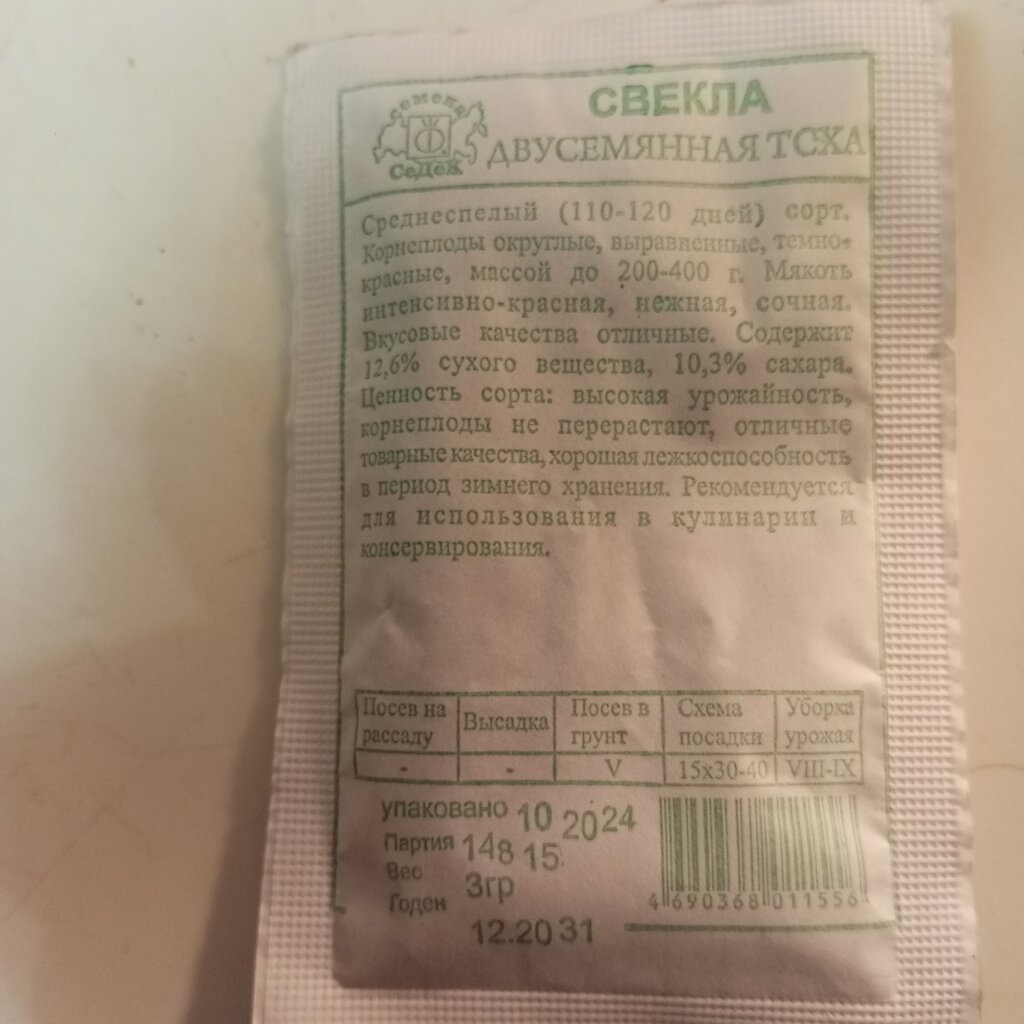 семена
СеДеК
СВЕКЛА
ДВУСЕМЯННАЯ ТСХА
Среднеспелый (110-120 дней) сорт.
Корнеплоды округлые, выравненные, темно-
красные, массой до 200-400 г. Мякоть
интенсивно-красная, нежная, сочная.
Вкусовые качества отличные. Содержит
12,6% сухого вещества, 10,3% сахара.
Ценность сорта: высокая урожайность,
корнеплоды не перерастают, отличные
товарные качества, хорошая лежкоспособность
в период зимнего хранения. Рекомендуется
для использования в кулинарии и
консервирования.
Посев на рассаду Высадка Посев в грунт Схема посадки Уборка урожая
- - V 15x30-40 VIII-IX
упаковано 10 2024
Партия 148 15
Вес 3гр
Годен 12.2031
4 690368 011556